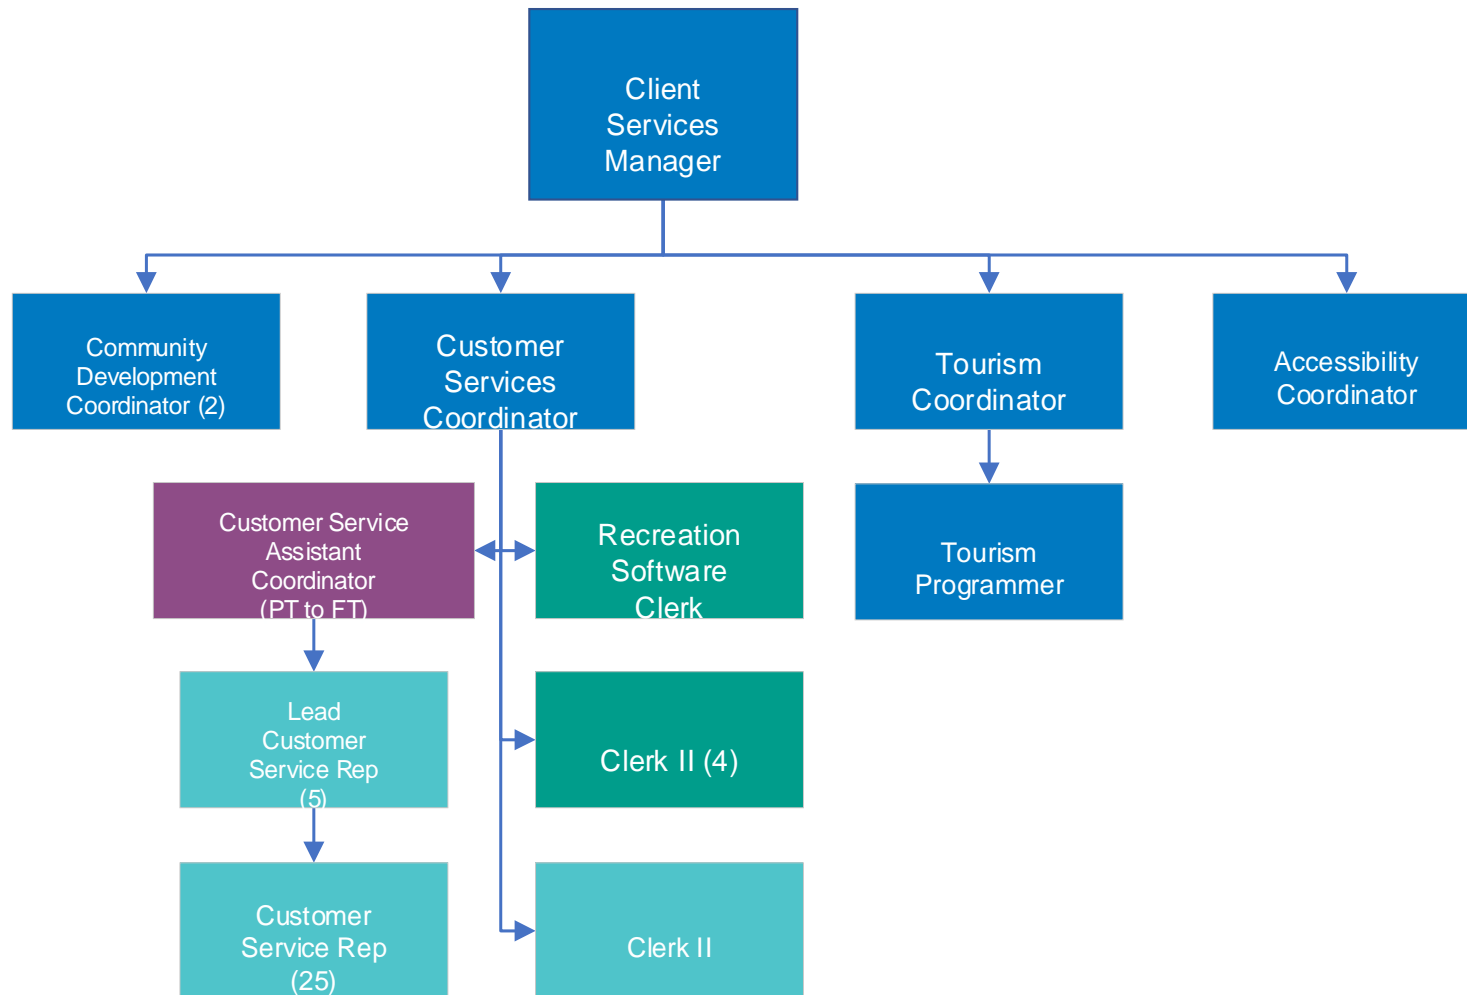 Client
Services
Manager
Community
Development
Coordinator (2)
Customer
Services
Coordinator
Tourism
Coordinator
Accessibility
Coordinator
Customer Service
Assistant
Coordinator
(PT to FT)
Recreation
Software
Clerk
Tourism
Programmer
Lead
Customer
Service Rep
(5)
Clerk II (4)
Customer
Service Rep
(25)
Clerk II